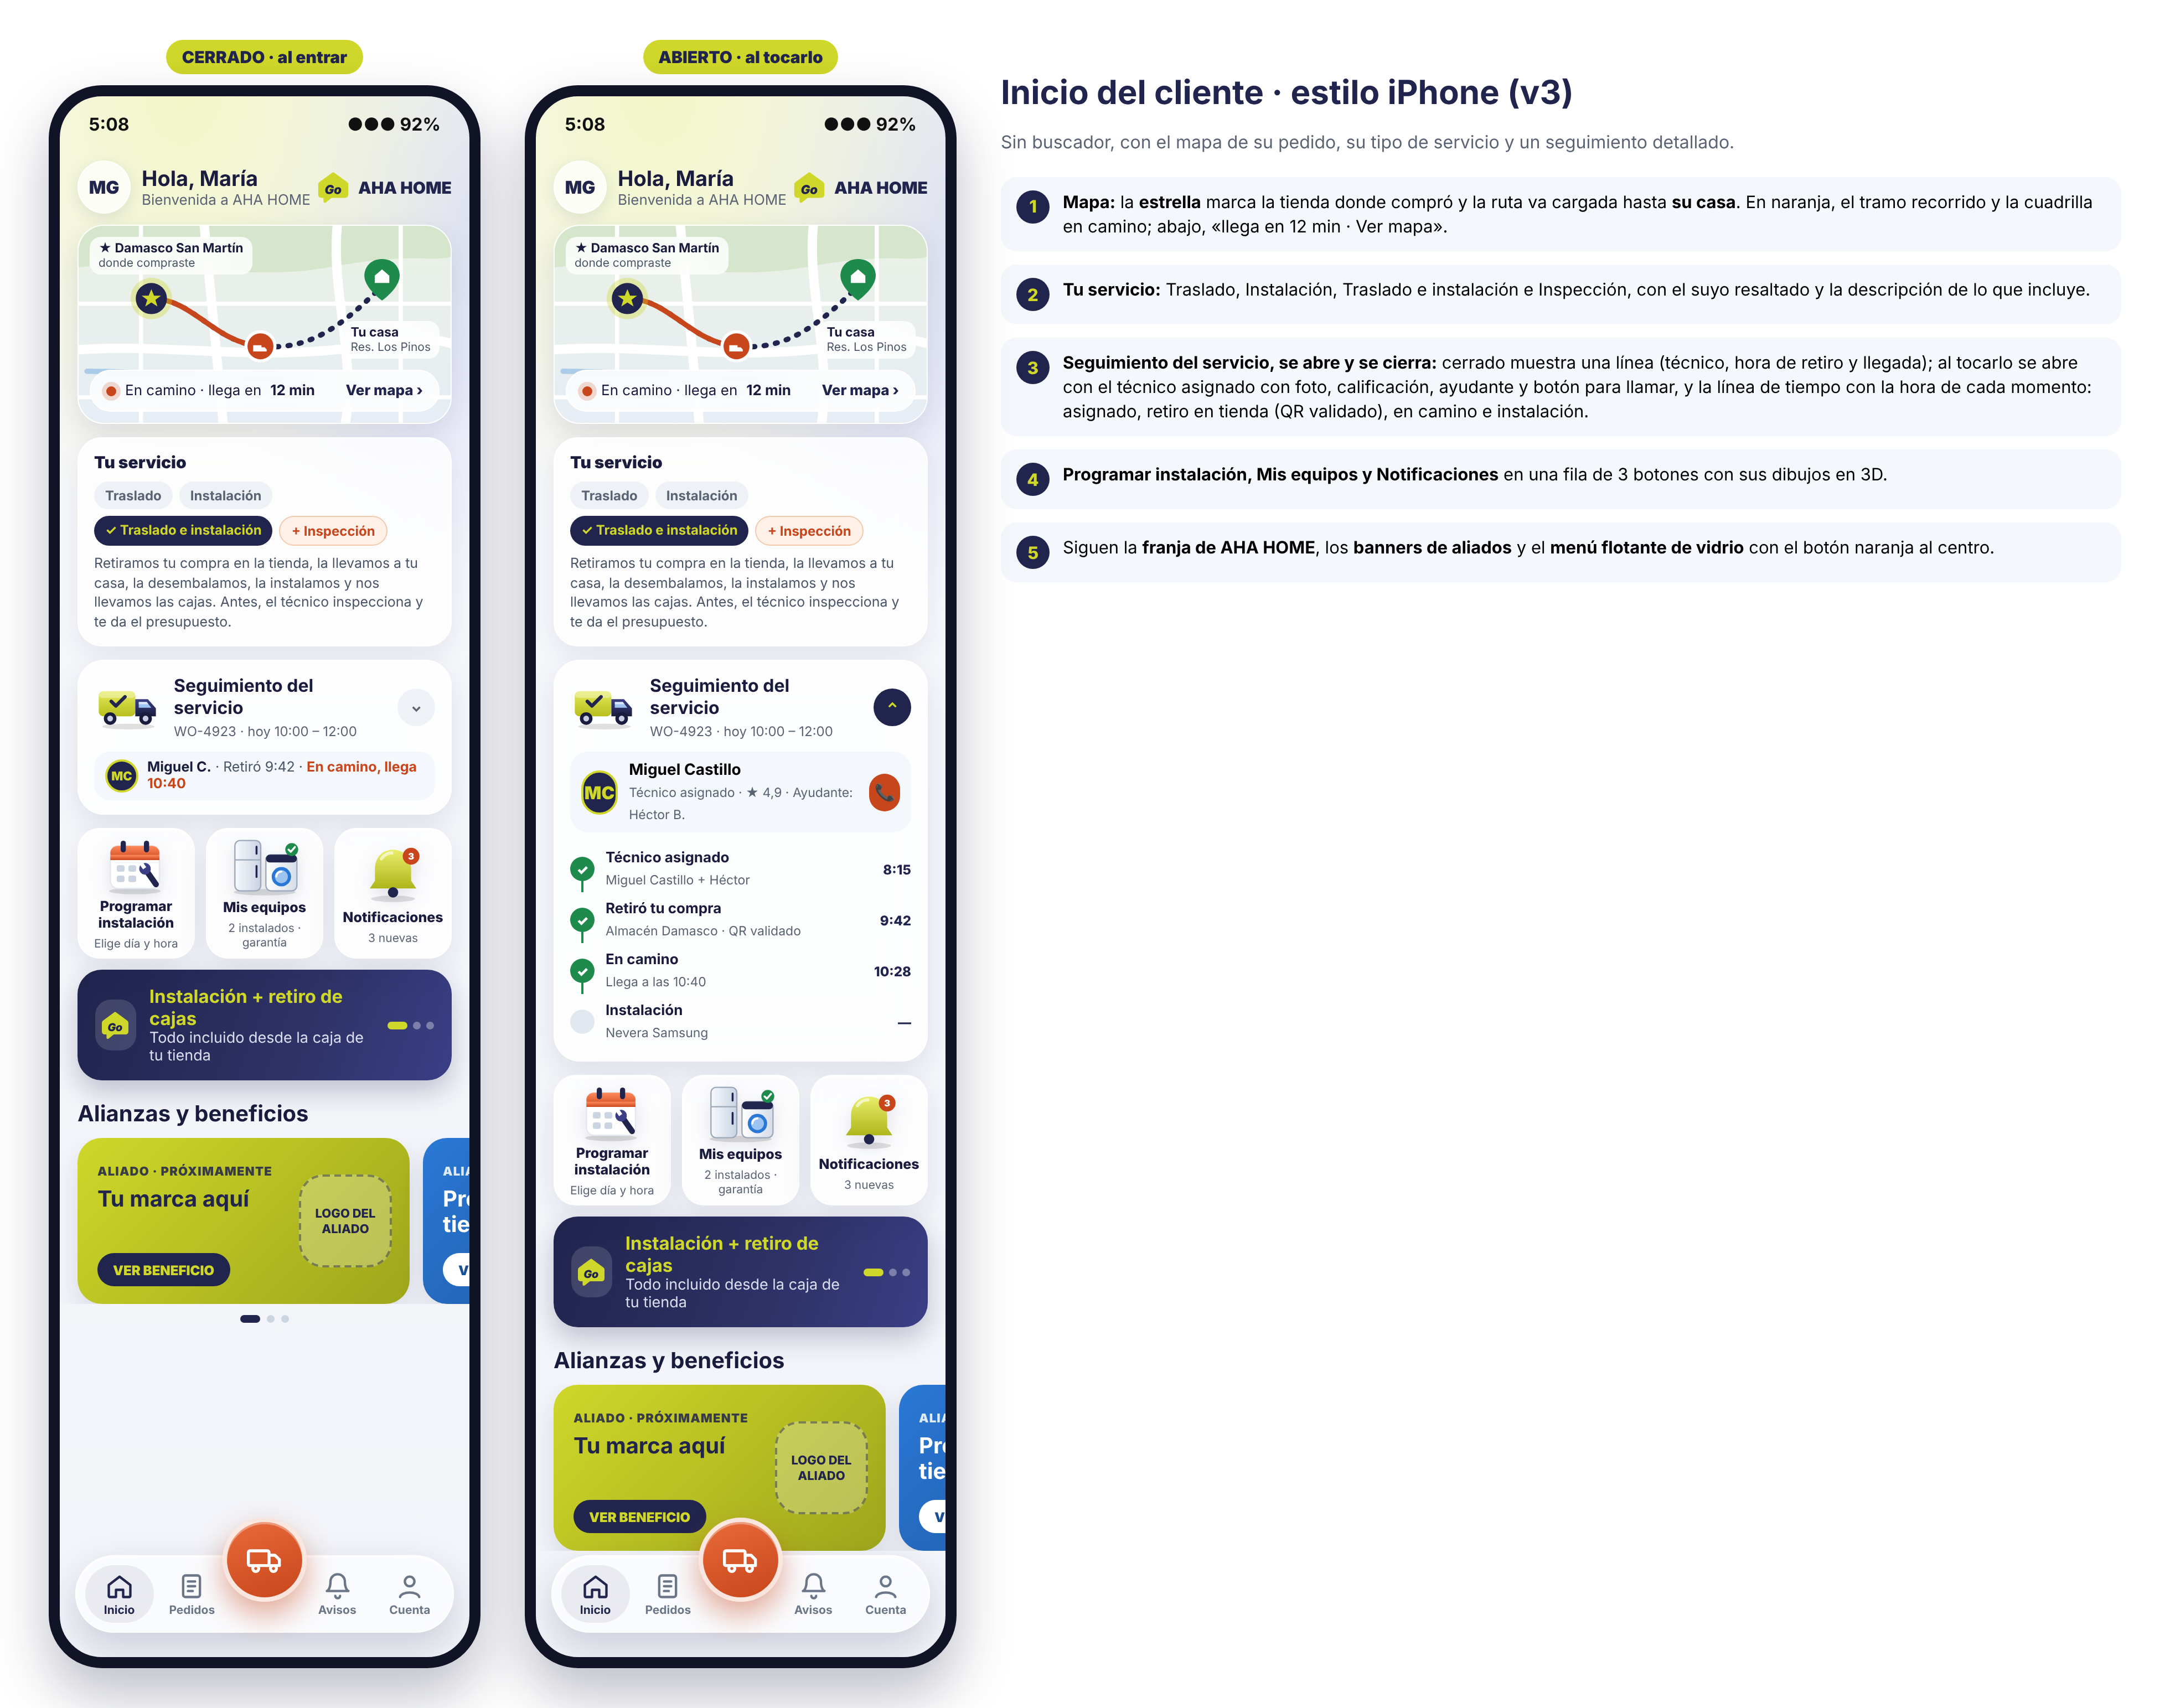 CERRADO · al entrar
5:08
92%
MG
Hola, María
Bienvenida a AHA HOME
Go
AHA HOME
★ Damasco San Martín
donde compraste
Tu casa
Res. Los Pinos
En camino · llega en 12 min
Ver mapa ›
Tu servicio
Traslado
Instalación
✓ Traslado e instalación
+ Inspección
Retiramos tu compra en la tienda, la llevamos a tu
casa, la desembalamos, la instalamos y nos
llevamos las cajas. Antes, el técnico inspecciona y
te da el presupuesto.
Seguimiento del
servicio
WO-4923 · hoy 10:00 – 12:00
MC
Miguel C. · Retiró 9:42 · En camino, llega
10:40
Programar
instalación
Elige día y hora
Mis equipos
2 instalados ·
garantía
3
Notificaciones
3 nuevas
Go
Instalación + retiro de
cajas
Todo incluido desde la caja de
tu tienda
Alianzas y beneficios
ALIADO · PRÓXIMAMENTE
Tu marca aquí
LOGO DEL
ALIADO
VER BENEFICIO
ALIA
Pro
tie
V
Inicio
Pedidos
Avisos
Cuenta
ABIERTO · al tocarlo
5:08
92%
MG
Hola, María
Bienvenida a AHA HOME
Go
AHA HOME
★ Damasco San Martín
donde compraste
Tu casa
Res. Los Pinos
En camino · llega en 12 min
Ver mapa ›
Tu servicio
Traslado
Instalación
✓ Traslado e instalación
+ Inspección
Retiramos tu compra en la tienda, la llevamos a tu
casa, la desembalamos, la instalamos y nos
llevamos las cajas. Antes, el técnico inspecciona y
te da el presupuesto.
Seguimiento del
servicio
WO-4923 · hoy 10:00 – 12:00
MC
Miguel Castillo
Técnico asignado · ★ 4,9 · Ayudante:
Héctor B.
Técnico asignado
Miguel Castillo + Héctor
8:15
Retiró tu compra
Almacén Damasco · QR validado
9:42
En camino
Llega a las 10:40
10:28
Instalación
Nevera Samsung
—
Programar
instalación
Elige día y hora
Mis equipos
2 instalados ·
garantía
3
Notificaciones
3 nuevas
Go
Instalación + retiro de
cajas
Todo incluido desde la caja de
tu tienda
Alianzas y beneficios
ALIADO · PRÓXIMAMENTE
Tu marca aquí
LOGO DEL
ALIADO
VER BENEFICIO
ALIA
Pro
tie
V
Inicio
Pedidos
Avisos
Cuenta
Inicio del cliente · estilo iPhone (v3)
Sin buscador, con el mapa de su pedido, su tipo de servicio y un seguimiento detallado.
1
Mapa: la estrella marca la tienda donde compró y la ruta va cargada hasta su casa. En naranja, el tramo recorrido y la cuadrilla
en camino; abajo, «llega en 12 min · Ver mapa».
2
Tu servicio: Traslado, Instalación, Traslado e instalación e Inspección, con el suyo resaltado y la descripción de lo que incluye.
3
Seguimiento del servicio, se abre y se cierra: cerrado muestra una línea (técnico, hora de retiro y llegada); al tocarlo se abre
con el técnico asignado con foto, calificación, ayudante y botón para llamar, y la línea de tiempo con la hora de cada momento:
asignado, retiro en tienda (QR validado), en camino e instalación.
4
Programar instalación, Mis equipos y Notificaciones en una fila de 3 botones con sus dibujos en 3D.
5
Siguen la franja de AHA HOME, los banners de aliados y el menú flotante de vidrio con el botón naranja al centro.